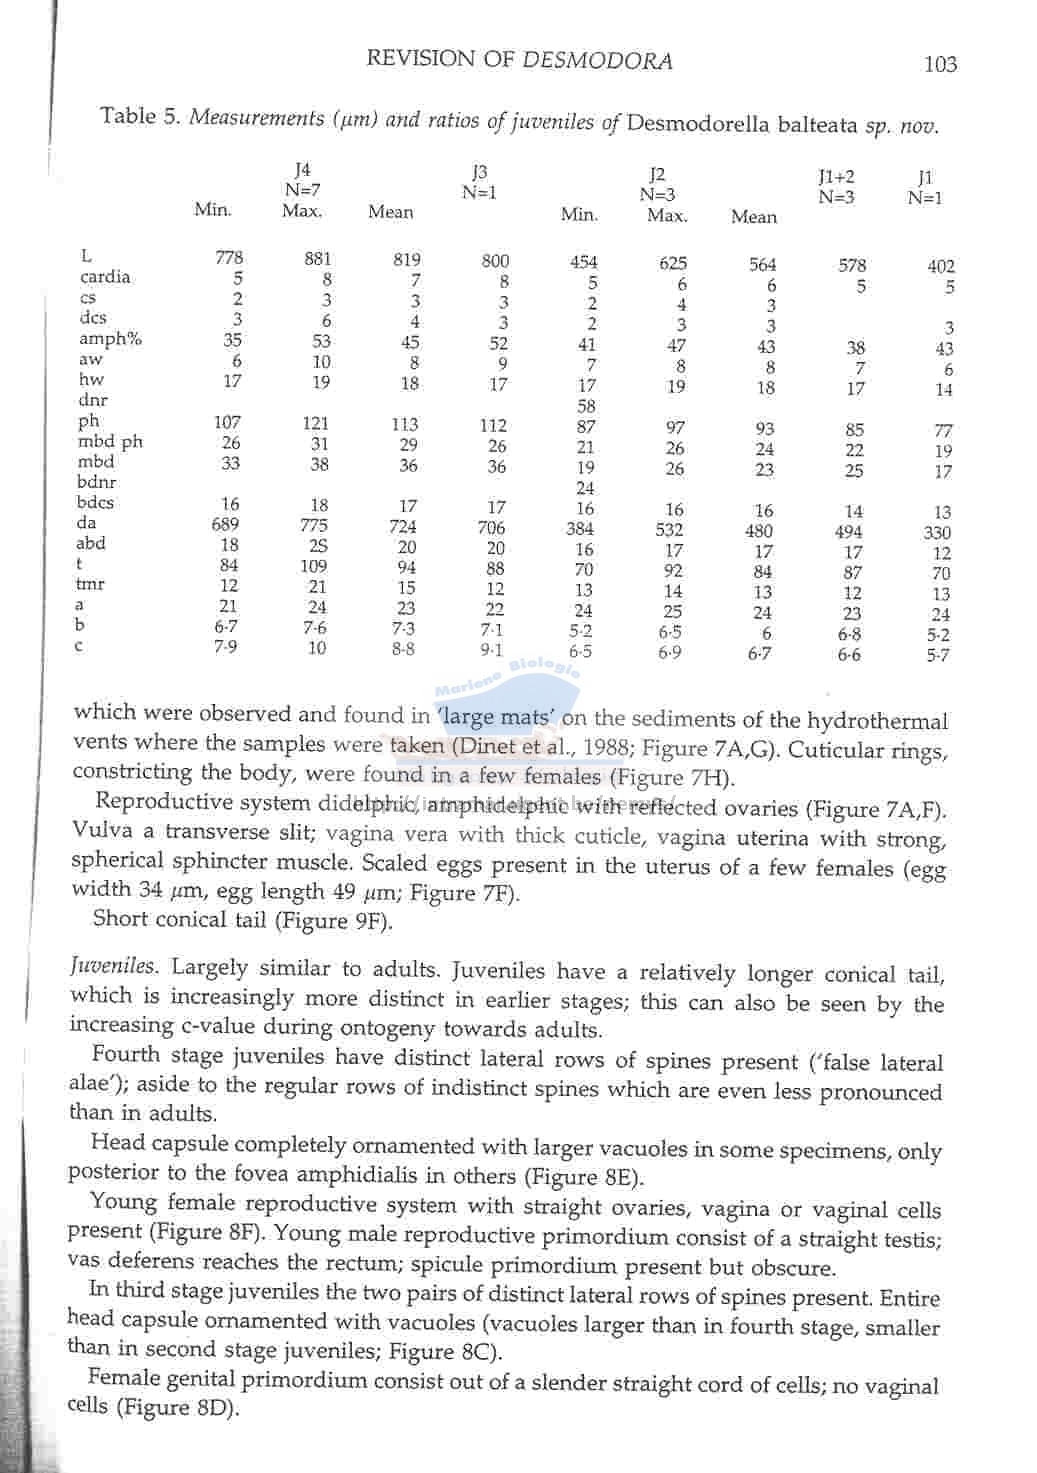 REVISION OF DESMODORA 103
Table 5. Measurements (μm) and ratios of juveniles of Desmodorella balteata sp. nov.
J4 J3 J2 J1+2 J1
N=7 N=1 N=3 N=3 N=1
Min. Max. Mean Min. Max. Mean
L 778 881 819 800 454 625 564 578 402
cardia 5 8 7 8 5 6 6 5 5
cs 2 3 3 3 2 4 3
dcs 3 6 4 3 2 3 3 3
amph% 35 53 45 52 41 47 43 38 43
aw 6 10 8 9 7 8 8 7 6
hw 17 19 18 17 17 19 18 17 14
dnr 58
ph 107 121 113 112 87 97 93 85 77
mbd ph 26 31 29 26 21 26 24 22 19
mbd 33 38 36 36 19 26 23 25 17
bdnr 24
bdcs 16 18 17 17 16 16 16 14 13
da 689 775 724 706 384 532 480 494 330
abd 18 2S 20 20 16 17 17 17 12
t 84 109 94 88 70 92 84 87 70
tmr 12 21 15 12 13 14 13 12 13
a 21 24 23 22 24 25 24 23 24
b 6·7 7·6 7·3 7·1 5·2 6·5 6 6·8 5·2
c 7·9 10 8·8 9·1 6·5 6·9 6·7 6·6 5·7
Mariene Biologie
which were observed and found in ‘large mats’ on the sediments of the hydrothermal
vents where the samples were taken (Dinet et al., 1988; Figure 7A,G). Cuticular rings,
constricting the body, were found in a few females (Figure 7H).
Reproductive system didelphic, amphidelphic with reflected ovaries (Figure 7A,F).
Vulva a transverse slit; vagina vera with thick cuticle, vagina uterina with strong,
spherical sphincter muscle. Scaled eggs present in the uterus of a few females (egg
width 34 μm, egg length 49 μm; Figure 7F).
Short conical tail (Figure 9F).
Juveniles. Largely similar to adults. Juveniles have a relatively longer conical tail,
which is increasingly more distinct in earlier stages; this can also be seen by the
increasing c-value during ontogeny towards adults.
Fourth stage juveniles have distinct lateral rows of spines present (‘false lateral
alae’); aside to the regular rows of indistinct spines which are even less pronounced
than in adults.
Head capsule completely ornamented with larger vacuoles in some specimens, only
posterior to the fovea amphidialis in others (Figure 8E).
Young female reproductive system with straight ovaries, vagina or vaginal cells
present (Figure 8F). Young male reproductive primordium consist of a straight testis;
vas deferens reaches the rectum; spicule primordium present but obscure.
In third stage juveniles the two pairs of distinct lateral rows of spines present. Entire
head capsule ornamented with vacuoles (vacuoles larger than in fourth stage, smaller
than in second stage juveniles; Figure 8C).
Female genital primordium consist out of a slender straight cord of cells; no vaginal
cells (Figure 8D).